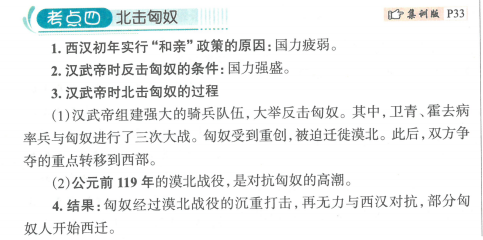 考点四 北击匈奴 集训版 P33
1. 西汉初年实行“和亲”政策的原因：国力疲弱。
2. 汉武帝时反击匈奴的条件：国力强盛。
3. 汉武帝时北击匈奴的过程
(1)汉武帝组建强大的骑兵队伍，大举反击匈奴。其中，卫青、霍去病
率兵与匈奴进行了三次大战。匈奴受到重创，被迫迁徙漠北。此后，双方争
夺的重点转移到西部。
(2)公元前 119 年的漠北战役，是对抗匈奴的高潮。
4. 结果：匈奴经过漠北战役的沉重打击，再无力与西汉对抗，部分匈
奴人开始西迁。